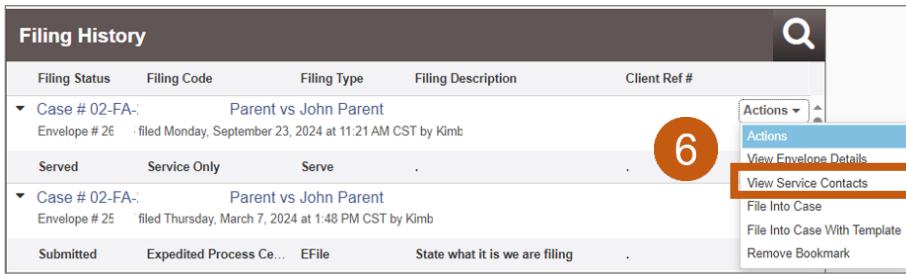 Filing History
Filing Status Filing Code Filing Type Filing Description Client Ref #
Case # 02-FA- Parent vs John Parent Actions
Envelope # 26 filed Monday, September 23, 2024 at 11:21 AM CST by Kimb
Actions
6
View Envelope Details
Served Service Only Serve . .
View Service Contacts
Case # 02-FA- Parent vs John Parent
File Into Case
Envelope # 25 filed Thursday, March 7, 2024 at 1:48 PM CST by Kimb
File Into Case With Template
Submitted Expedited Process Ce... EFile State what it is we are filing .
Remove Bookmark